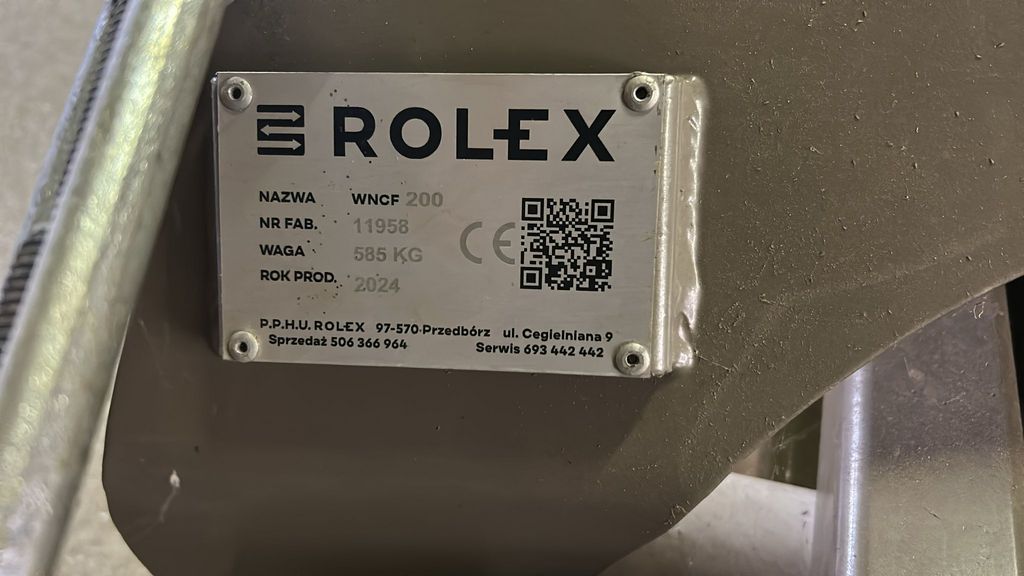 ROLEX
NAZWA WNCF 200
NR FAB. 11958
WAGA 585 KG
ROK PROD. 2024
CE
P.P.H.U. ROLEX 97-570 Przedbórz ul. Cegielniana 9
Sprzedaż 506 366 964 Serwis 693 442 442